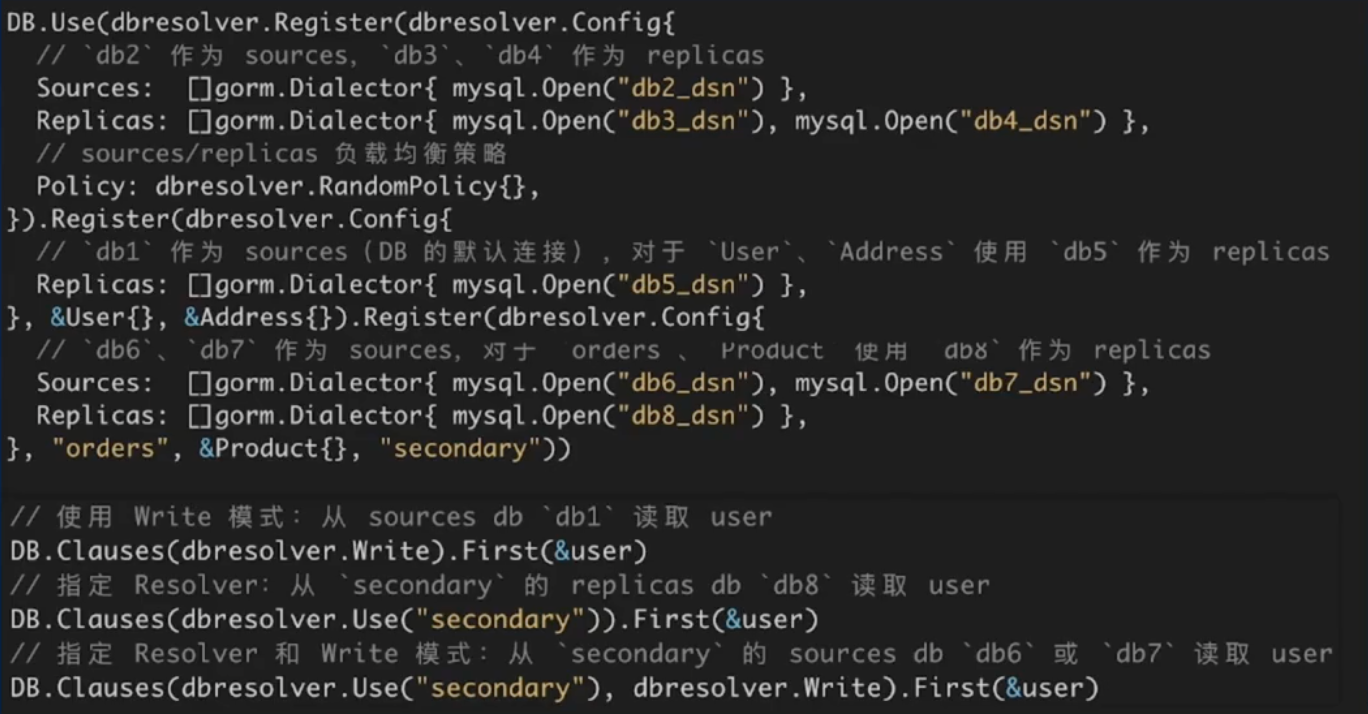 DB.Use(dbresolver.Register(dbresolver.Config{
  // `db2` 作为 sources, `db3`、`db4` 作为 replicas
  Sources:  []gorm.Dialector{ mysql.Open("db2_dsn") },
  Replicas: []gorm.Dialector{ mysql.Open("db3_dsn"), mysql.Open("db4_dsn") },
  // sources/replicas 负载均衡策略
  Policy: dbresolver.RandomPolicy{},
}).Register(dbresolver.Config{
  // `db1` 作为 sources（DB 的默认连接）, 对于 `User`、`Address` 使用 `db5` 作为 replicas
  Replicas: []gorm.Dialector{ mysql.Open("db5_dsn") },
}, &User{}, &Address{}).Register(dbresolver.Config{
  // `db6`、`db7` 作为 sources, 对于 orders 、 Product 使用 db8` 作为 replicas
  Sources:  []gorm.Dialector{ mysql.Open("db6_dsn"), mysql.Open("db7_dsn") },
  Replicas: []gorm.Dialector{ mysql.Open("db8_dsn") },
}, "orders", &Product{}, "secondary"))
// 使用 Write 模式：从 sources db `db1` 读取 user
DB.Clauses(dbresolver.Write).First(&user)
// 指定 Resolver：从 `secondary` 的 replicas db `db8` 读取 user
DB.Clauses(dbresolver.Use("secondary")).First(&user)
// 指定 Resolver 和 Write 模式：从 `secondary` 的 sources db `db6` 或 `db7` 读取 user
DB.Clauses(dbresolver.Use("secondary"), dbresolver.Write).First(&user)